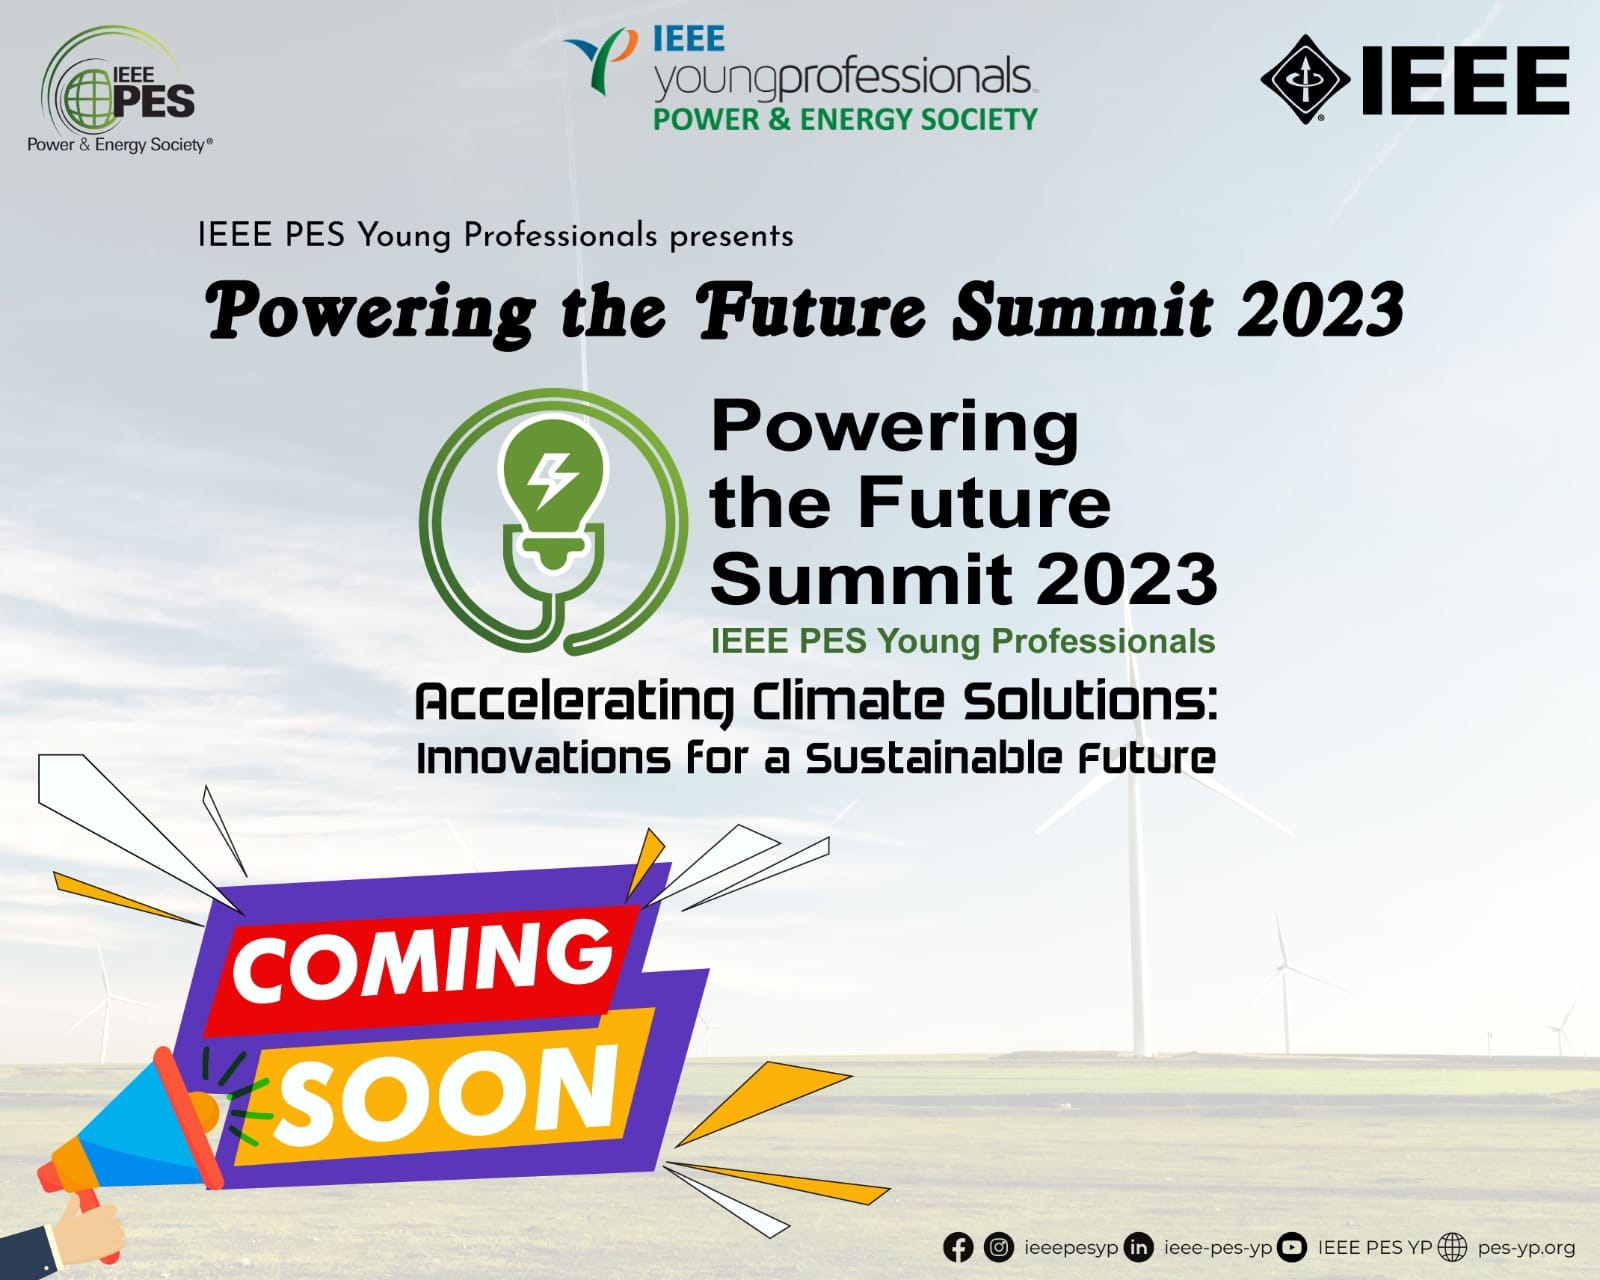 IEEE
PES
Power & Energy Society®
IEEE
youngprofessionals
POWER & ENERGY SOCIETY
IEEE
IEEE PES Young Professionals presents
Powering the Future Summit 2023
Powering
the Future
Summit 2023
IEEE PES Young Professionals
Accelerating Climate Solutions:
Innovations for a Sustainable Future
COMING
SOON
ieeepesyp ieee-pes-yp IEEE PES YP pes-yp.org